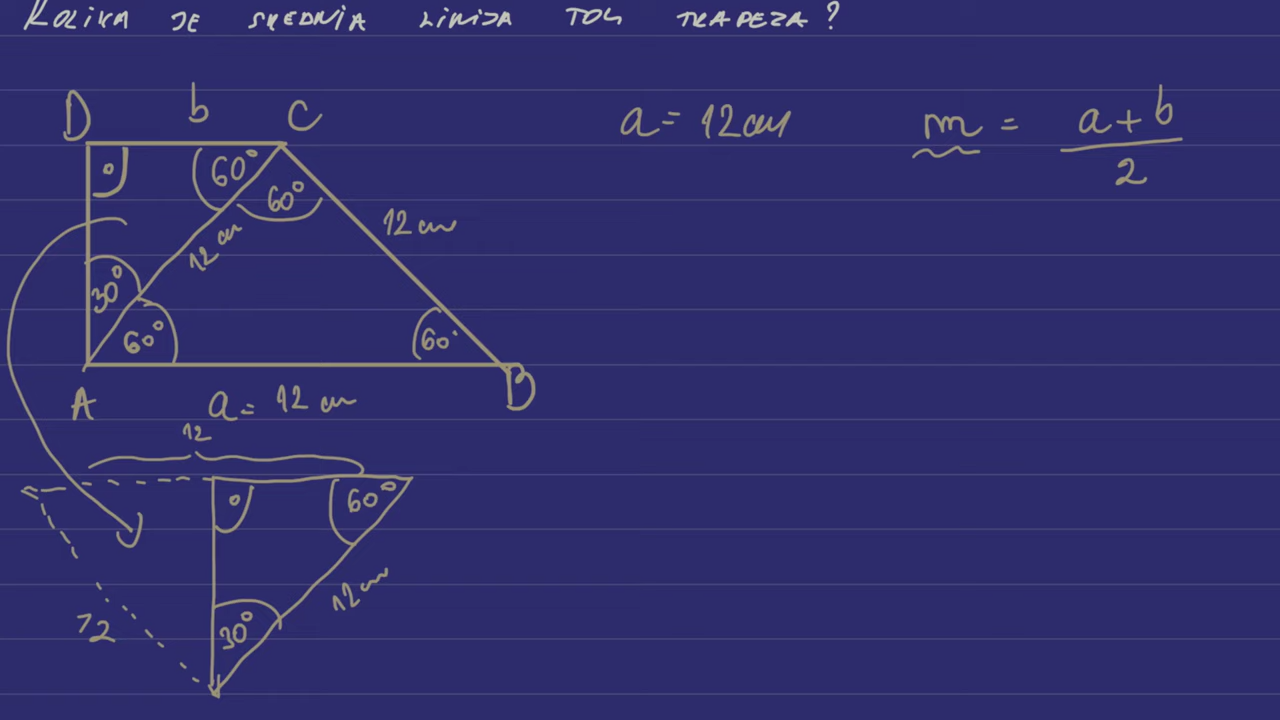 KOLIKA JE SREDNJA LINIJA TOG TRAPEZA?
D b C
a = 12 cm
m = a + b / 2
60°
60°
12 cm
12 cm
30°
60°
60°
A a = 12 cm B
12
60°
12 cm
30°
12